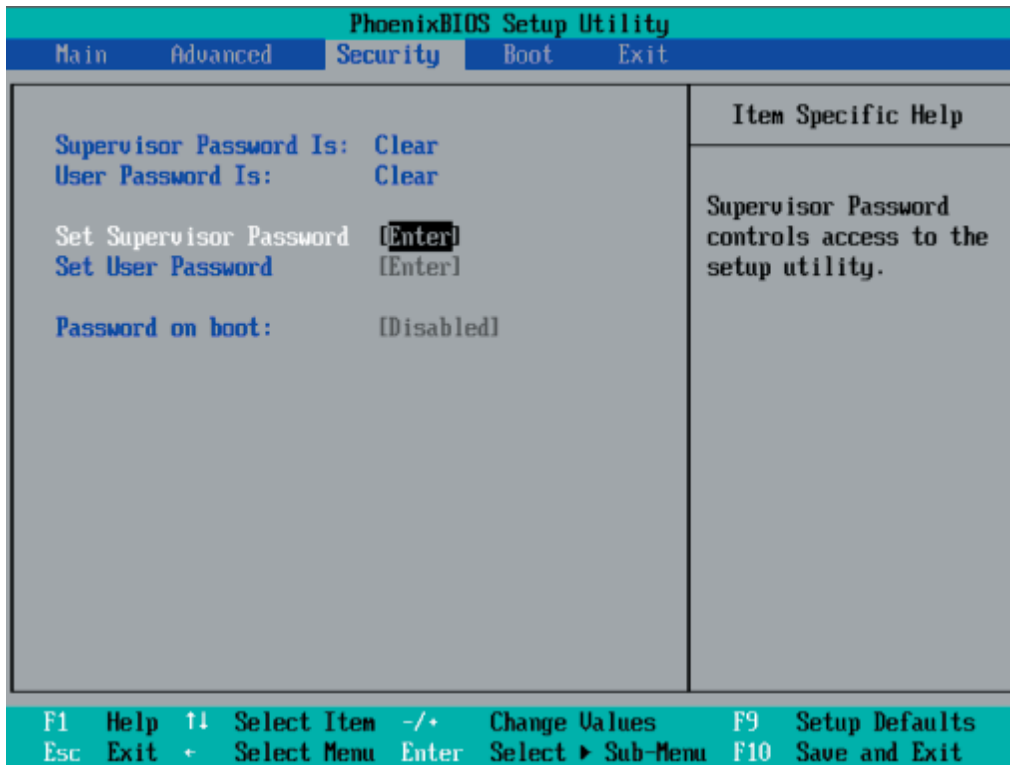 PhoenixBIOS Setup Utility
Main Advanced Security Boot Exit
Supervisor Password Is: Clear
User Password Is: Clear
Set Supervisor Password [Enter]
Set User Password [Enter]
Password on boot: [Disabled]
Item Specific Help
Supervisor Password
controls access to the
setup utility.
F1 Help ↑↓ Select Item -/+ Change Values F9 Setup Defaults
Esc Exit ← Select Menu Enter Select ▶ Sub-Menu F10 Save and Exit